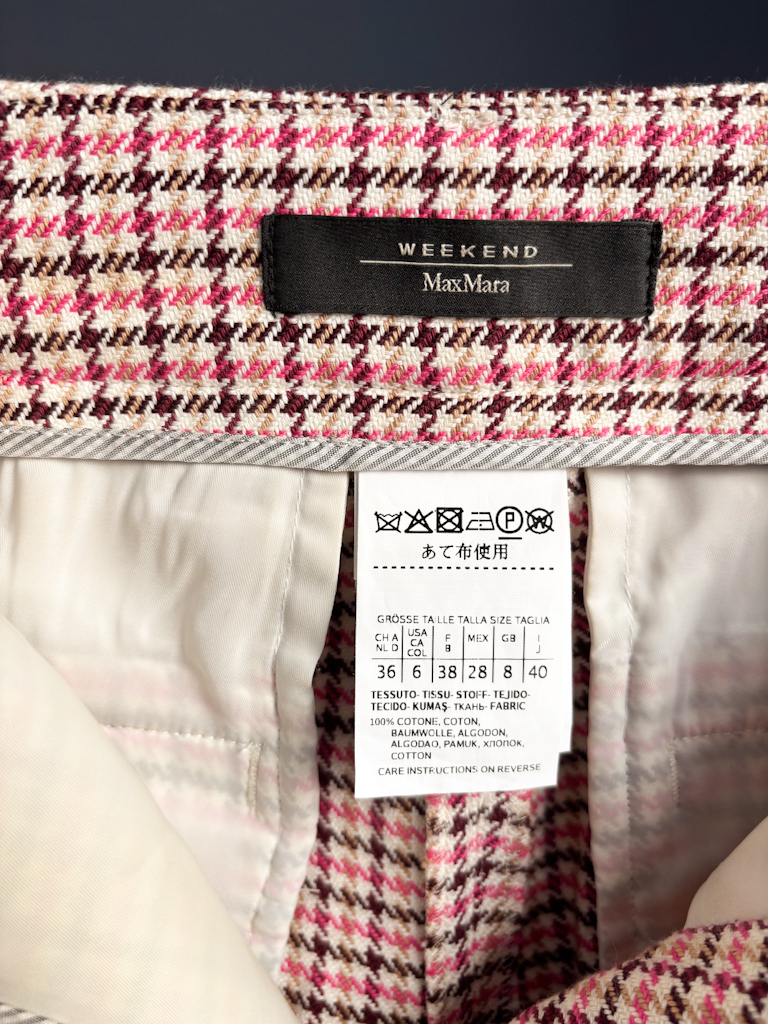 WEEKEND
MaxMara
P W
あて布使用
GRÖSSE TAILLE TALLA SIZE TAGLIA
CH A NL D USA CA COL F B MEX GB I J
36 6 38 28 8 40
TESSUTO- TISSU- STOFF- TEJIDO-
TECIDO- KUMAŞ- ТКАНЬ- FABRIC
100% COTONE, COTON,
BAUMWOLLE, ALGODON,
ALGODAO, PAMUK, ХЛОПОК,
COTTON
CARE INSTRUCTIONS ON REVERSE